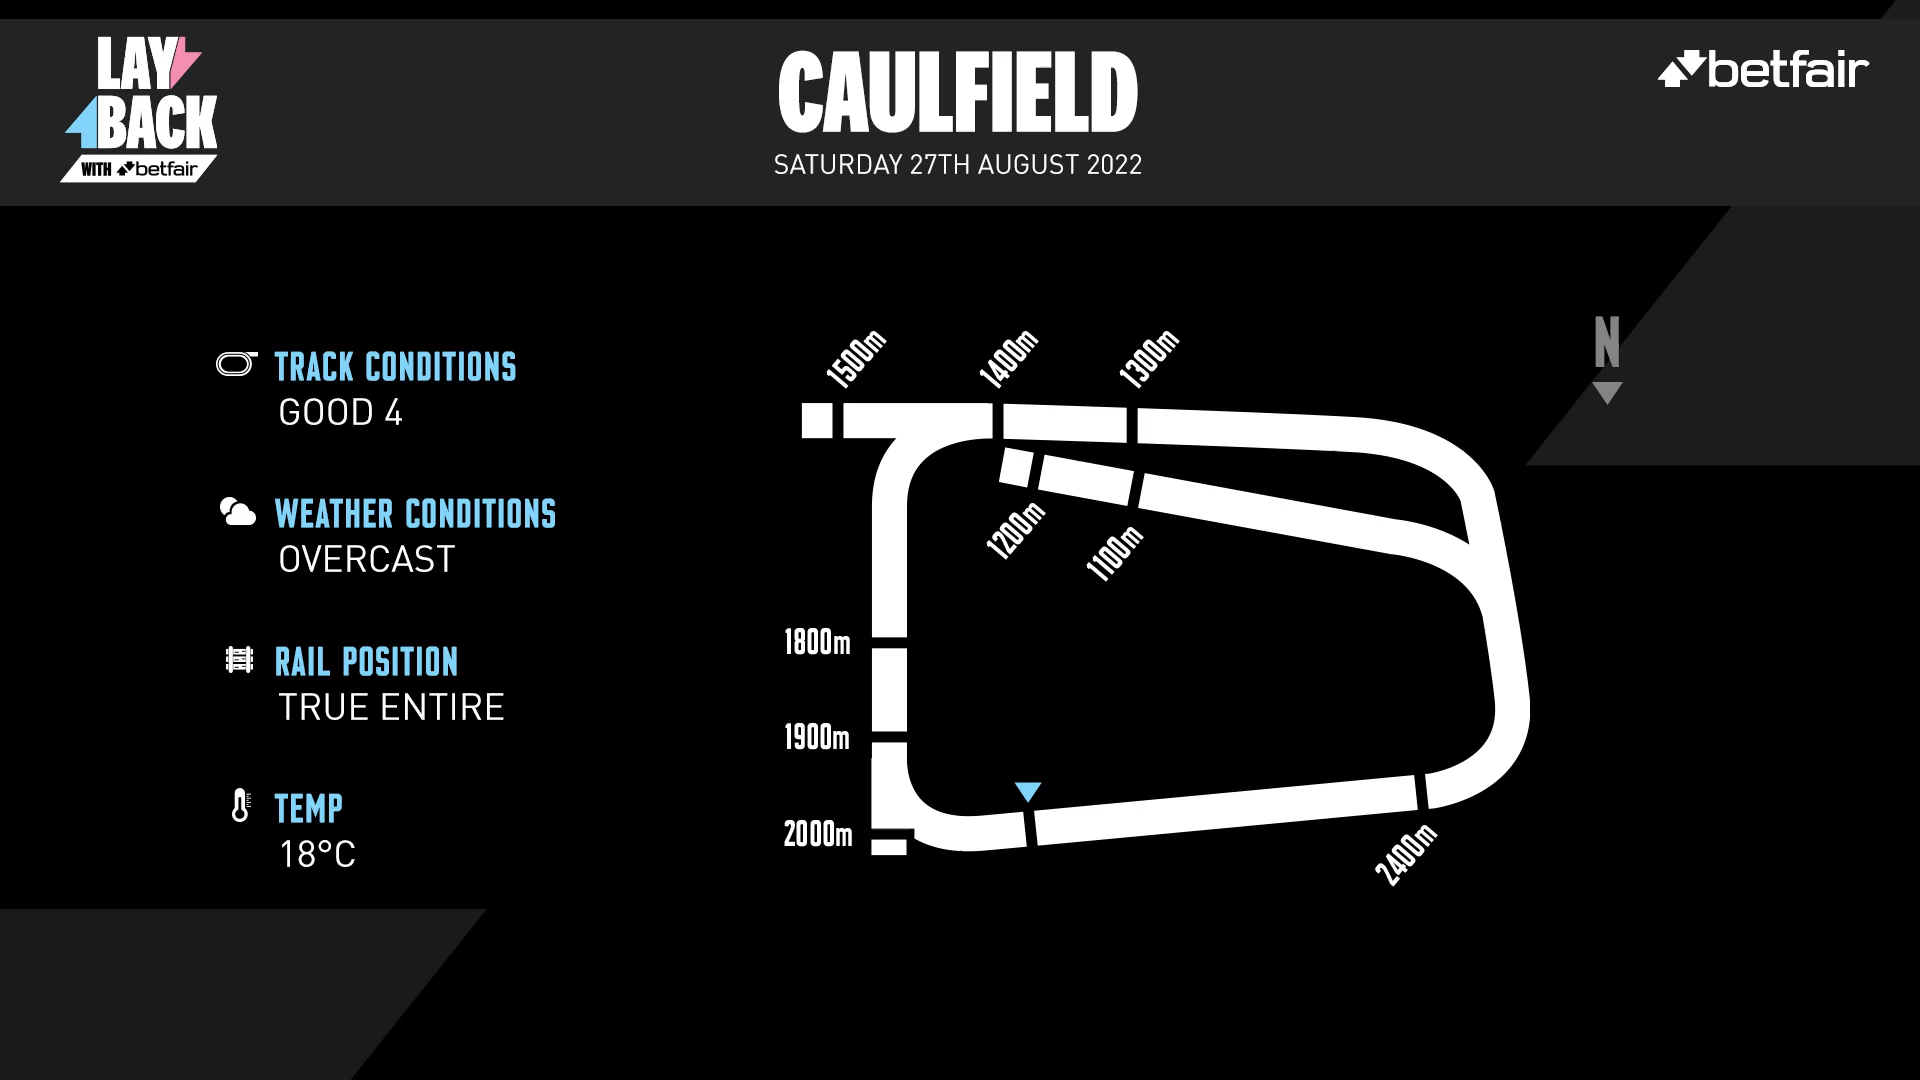 LAY
BACK
WITH betfair
CAULFIELD
SATURDAY 27TH AUGUST 2022
betfair
TRACK CONDITIONS
GOOD 4
WEATHER CONDITIONS
OVERCAST
RAIL POSITION
TRUE ENTIRE
TEMP
18°C
1500m
1400m
1300m
N
1200m
1100m
1800m
1900m
2000m
2400m